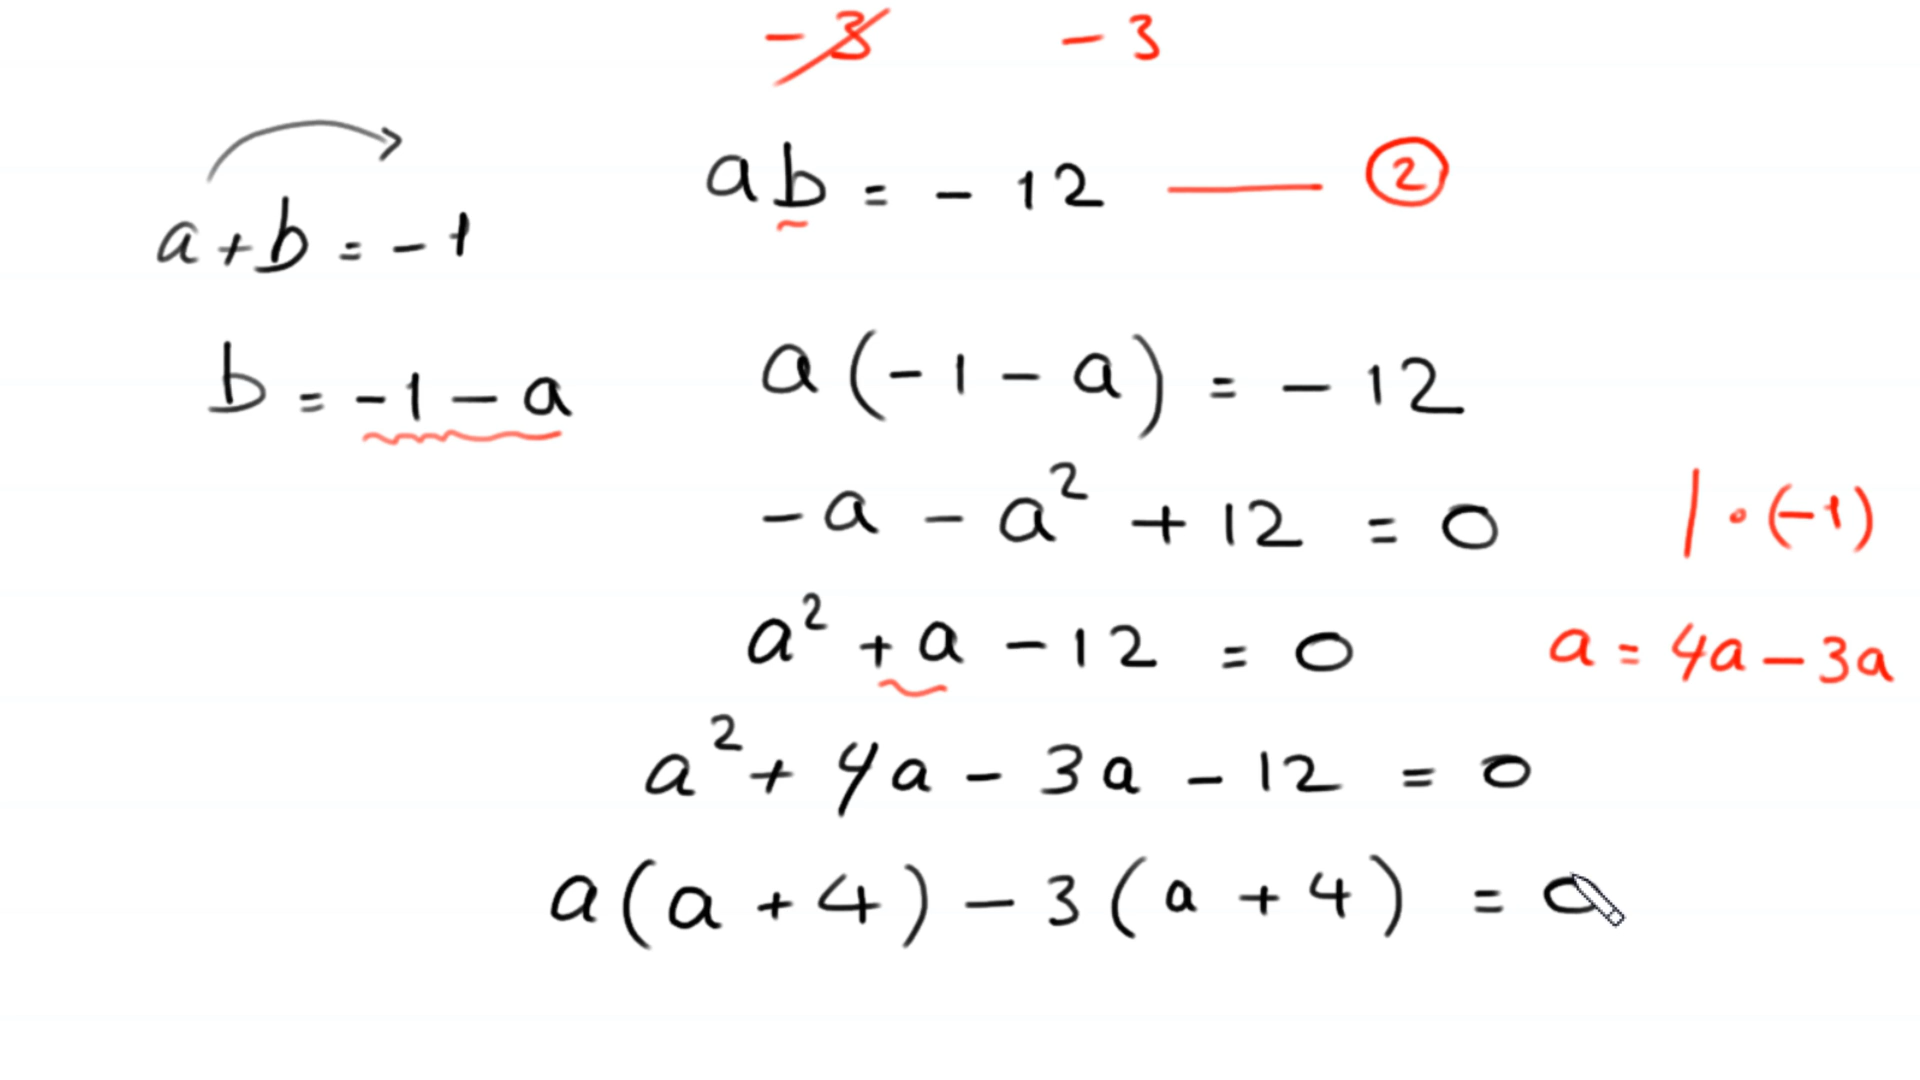 -3 -3
ab = -12 —— ②
a+b = -1
b = -1 - a
a(-1 - a) = -12
-a - a² + 12 = 0 | · (-1)
a² + a - 12 = 0 a = 4a - 3a
a² + 4a - 3a - 12 = 0
a(a + 4) - 3(a + 4) = 0